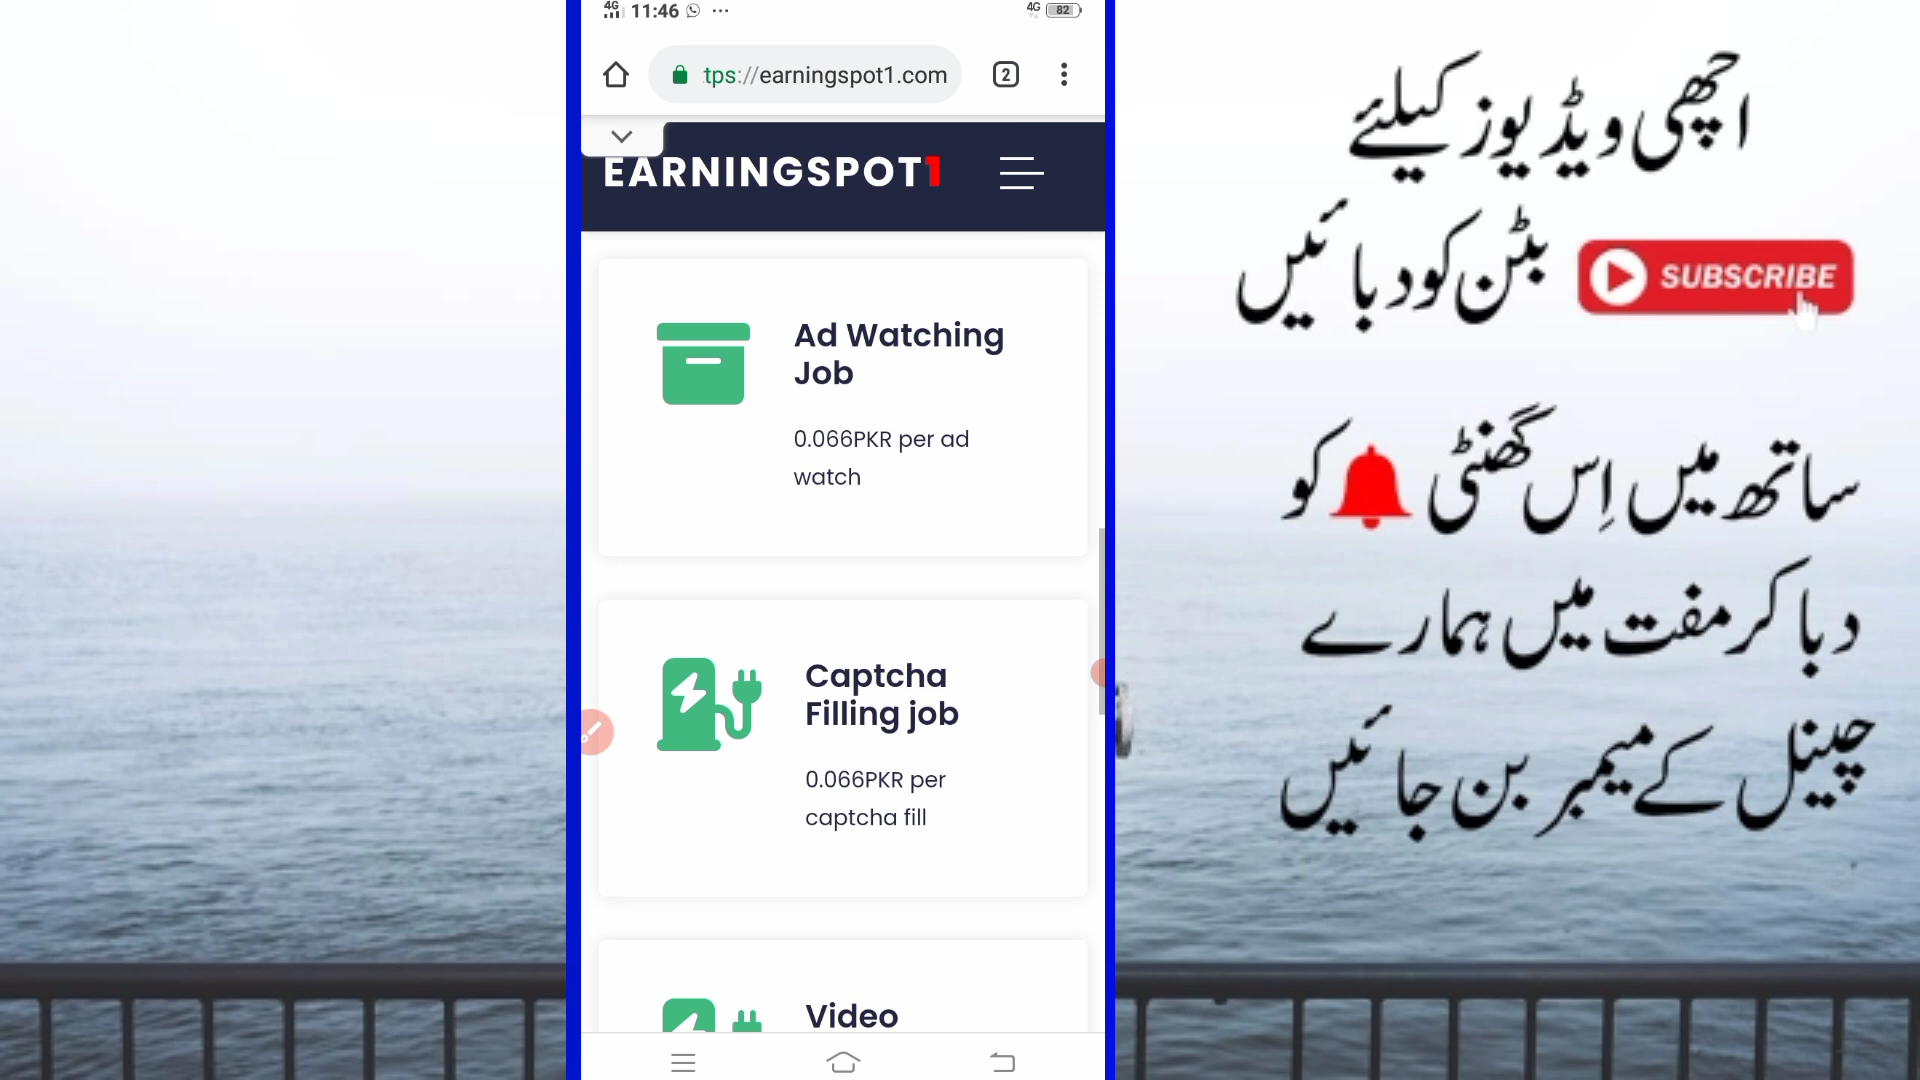 4G 11:46
4G 82
tps://earningspot1.com
2
EARNINGSPOT1
Ad Watching
Job
0.066PKR per ad
watch
Captcha
Filling job
0.066PKR per
captcha fill
Video
اچھی ویڈیوز کیلئے
بٹن کو دبائیں SUBSCRIBE
ساتھ میں اِس گھنٹی کو
دبا کر مفت میں ہمارے
چینل کے میمبر بن جائیں